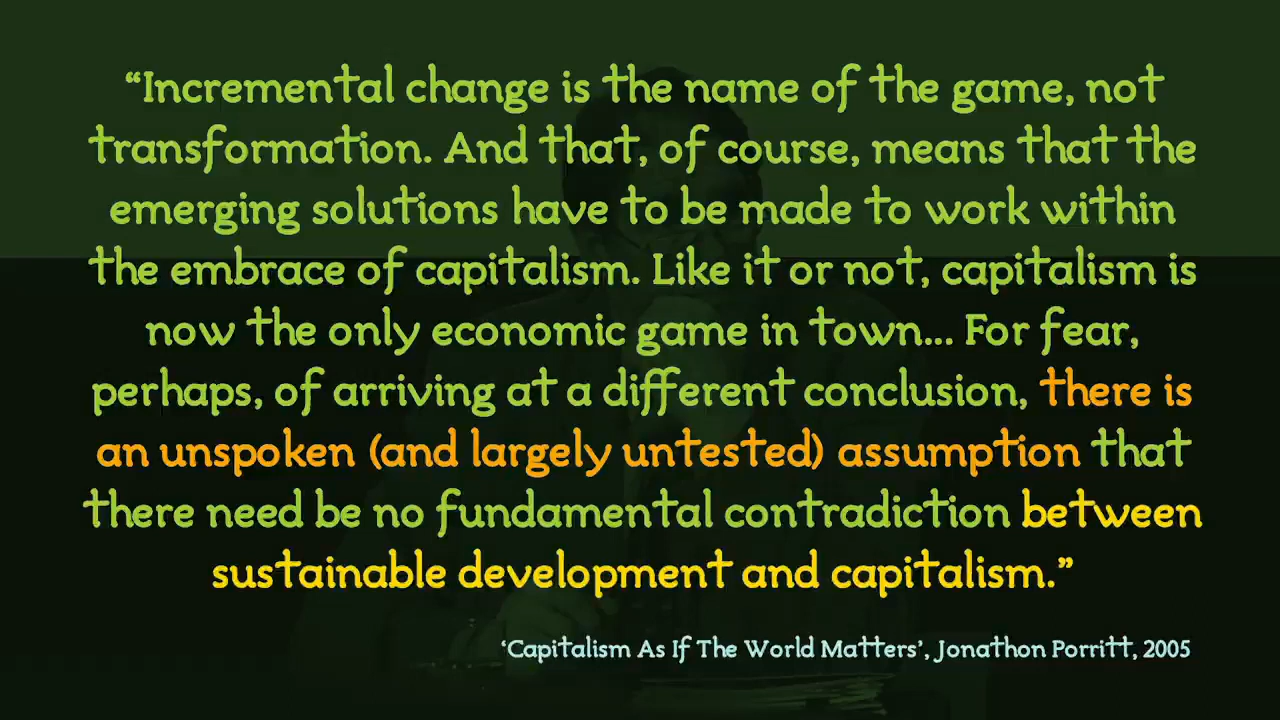 “Incremental change is the name of the game, not
transformation. And that, of course, means that the
emerging solutions have to be made to work within
the embrace of capitalism. Like it or not, capitalism is
now the only economic game in town... For fear,
perhaps, of arriving at a different conclusion, there is
an unspoken (and largely untested) assumption that
there need be no fundamental contradiction between
sustainable development and capitalism.”
‘Capitalism As If The World Matters’, Jonathon Porritt, 2005